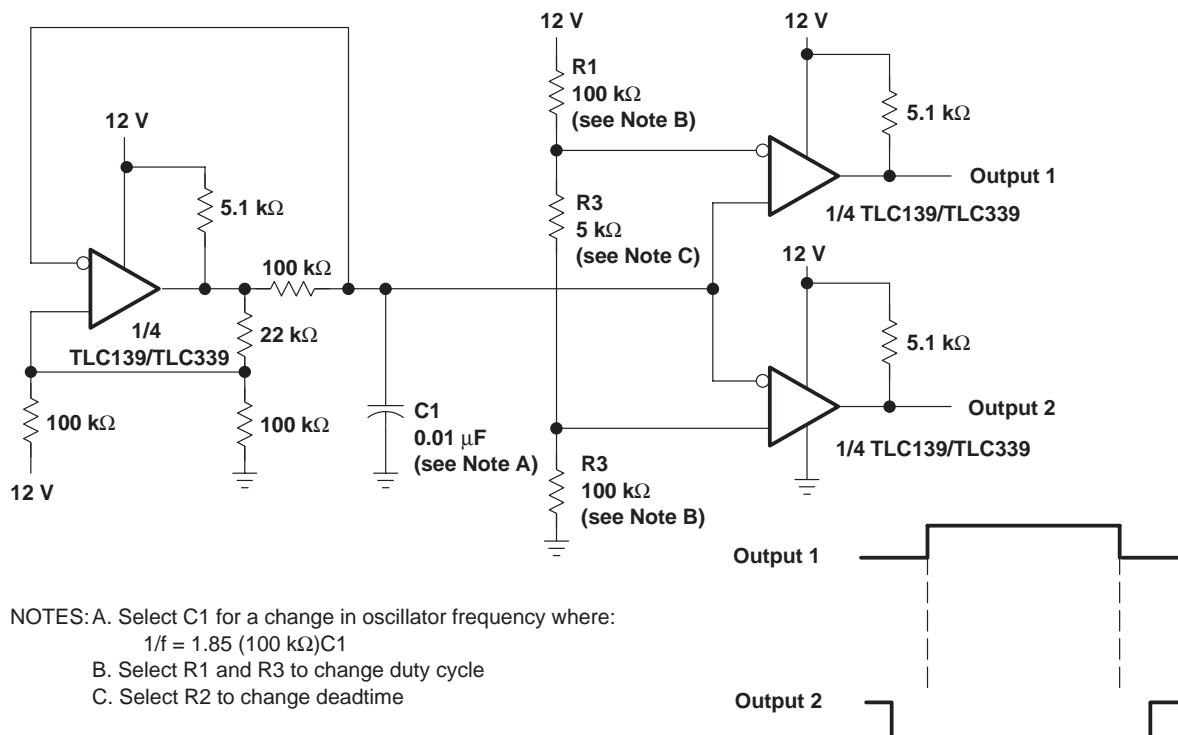 12 V
5.1 kΩ
100 kΩ
22 kΩ
1/4
TLC139/TLC339
100 kΩ
100 kΩ
12 V
C1
0.01 μF
(see Note A)
12 V
R1
100 kΩ
(see Note B)
R3
5 kΩ
(see Note C)
R3
100 kΩ
(see Note B)
12 V
5.1 kΩ
Output 1
1/4 TLC139/TLC339
12 V
5.1 kΩ
Output 2
1/4 TLC139/TLC339
Output 1
Output 2
NOTES: A. Select C1 for a change in oscillator frequency where:
1/f = 1.85 (100 kΩ)C1
B. Select R1 and R3 to change duty cycle
C. Select R2 to change deadtime